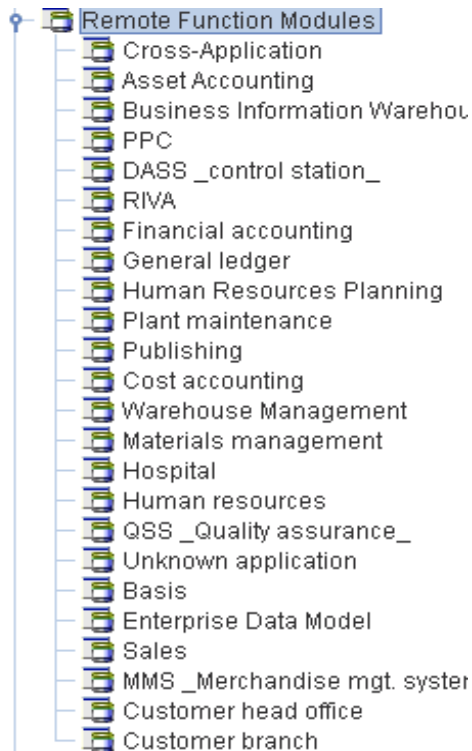 Remote Function Modules
Cross-Application
Asset Accounting
Business Information Warehou
PPC
DASS _control station_
RIVA
Financial accounting
General ledger
Human Resources Planning
Plant maintenance
Publishing
Cost accounting
Warehouse Management
Materials management
Hospital
Human resources
QSS _Quality assurance_
Unknown application
Basis
Enterprise Data Model
Sales
MMS _Merchandise mgt. system
Customer head office
Customer branch